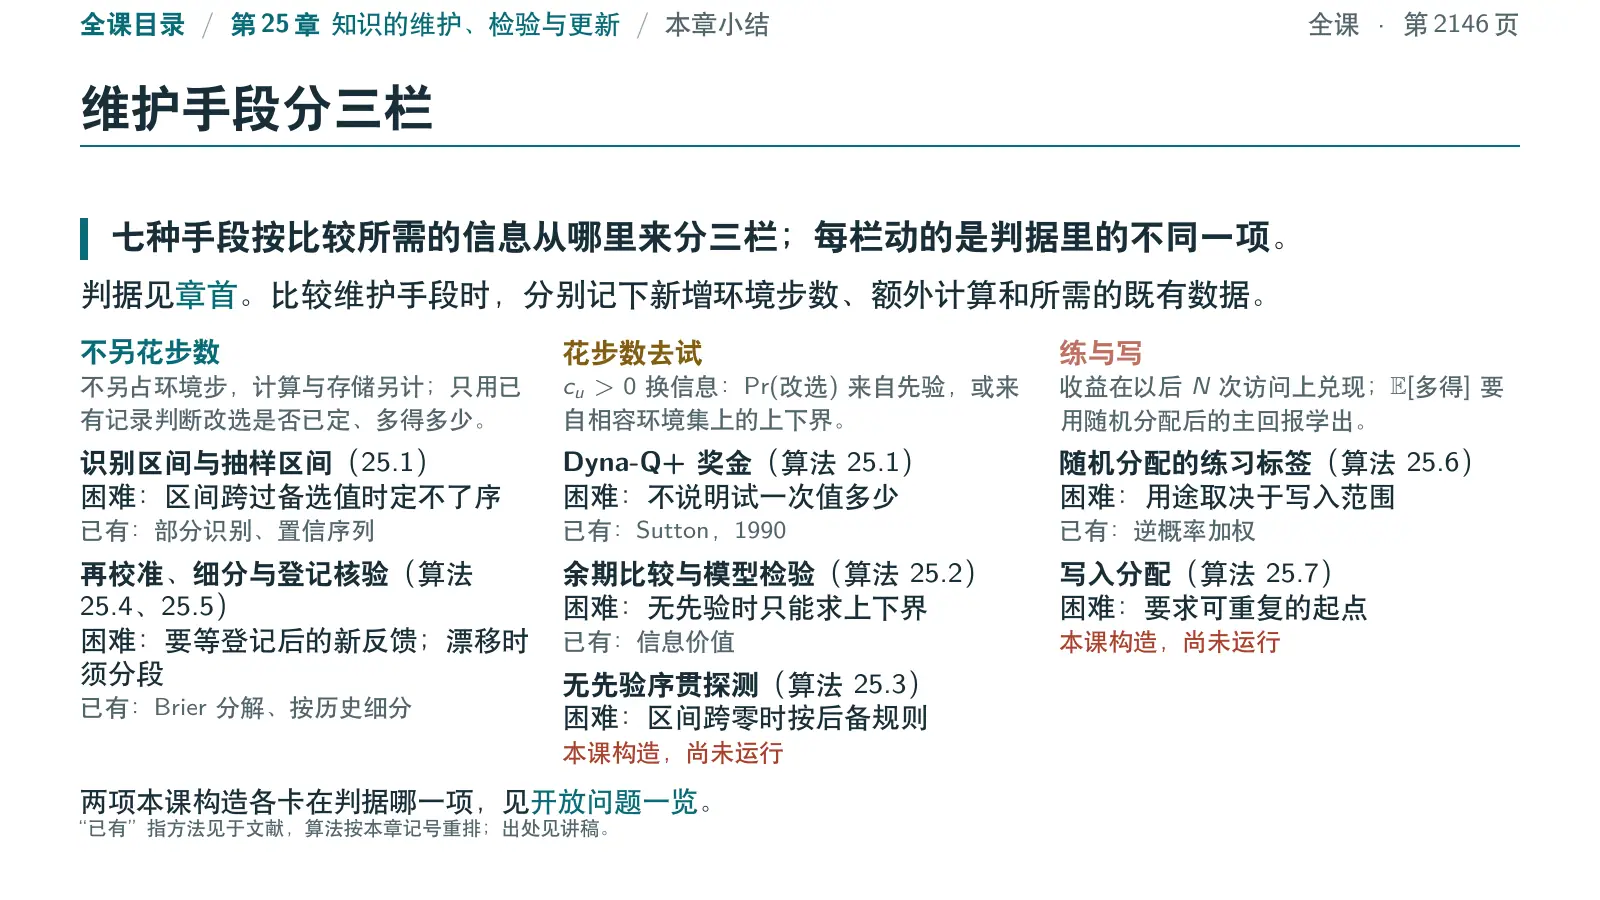 全课目录 / 第 25 章 知识的维护、检验与更新 / 本章小结
全课 · 第 2146 页
维护手段分三栏
七种手段按比较所需的信息从哪里来分三栏；每栏动的是判据里的不同一项。
判据见章首。比较维护手段时，分别记下新增环境步数、额外计算和所需的既有数据。
不另花步数
不另占环境步，计算与存储另计；只用已
有记录判断改选是否已定、多得多少。
识别区间与抽样区间（25.1）
困难：区间跨过备选值时定不了序
已有：部分识别、置信序列
再校准、细分与登记核验（算法
25.4、25.5）
困难：要等登记后的新反馈；漂移时
须分段
已有：Brier 分解、按历史细分
花步数去试
c_u > 0 换信息：Pr(改选) 来自先验，或来
自相容环境集上的上下界。
Dyna-Q+ 奖金（算法 25.1）
困难：不说明试一次值多少
已有：Sutton，1990
余期比较与模型检验（算法 25.2）
困难：无先验时只能求上下界
已有：信息价值
无先验序贯探测（算法 25.3）
困难：区间跨零时按后备规则
本课构造，尚未运行
练与写
收益在以后 N 次访问上兑现；𝔼[多得] 要
用随机分配后的主回报学出。
随机分配的练习标签（算法 25.6）
困难：用途取决于写入范围
已有：逆概率加权
写入分配（算法 25.7）
困难：要求可重复的起点
本课构造，尚未运行
两项本课构造各卡在判据哪一项，见开放问题一览。
“已有”指方法见于文献，算法按本章记号重排；出处见讲稿。